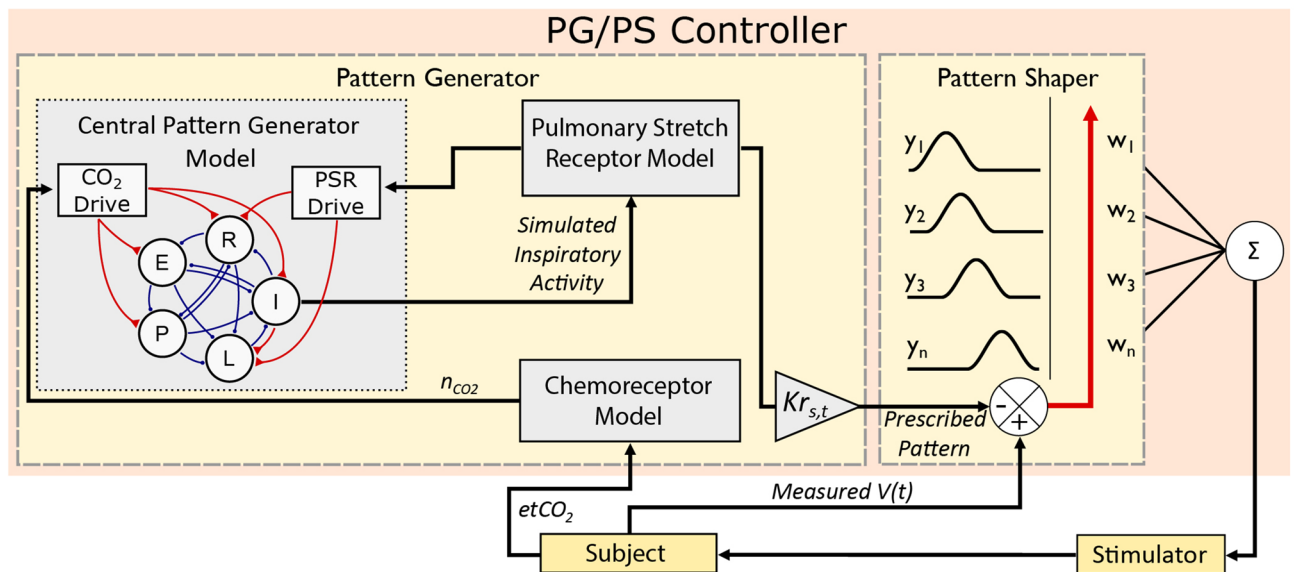 PG/PS Controller
Pattern Generator
Central Pattern Generator
Model
CO₂
Drive
PSR
Drive
R
E
I
P
L
Pulmonary Stretch
Receptor Model
Simulated
Inspiratory
Activity
nCO2
Chemoreceptor
Model
Krs,t
Pattern Shaper
y1
y2
y3
yn
w1
w2
w3
wn
Σ
-
+
Prescribed
Pattern
Measured V(t)
etCO₂
Subject
Stimulator